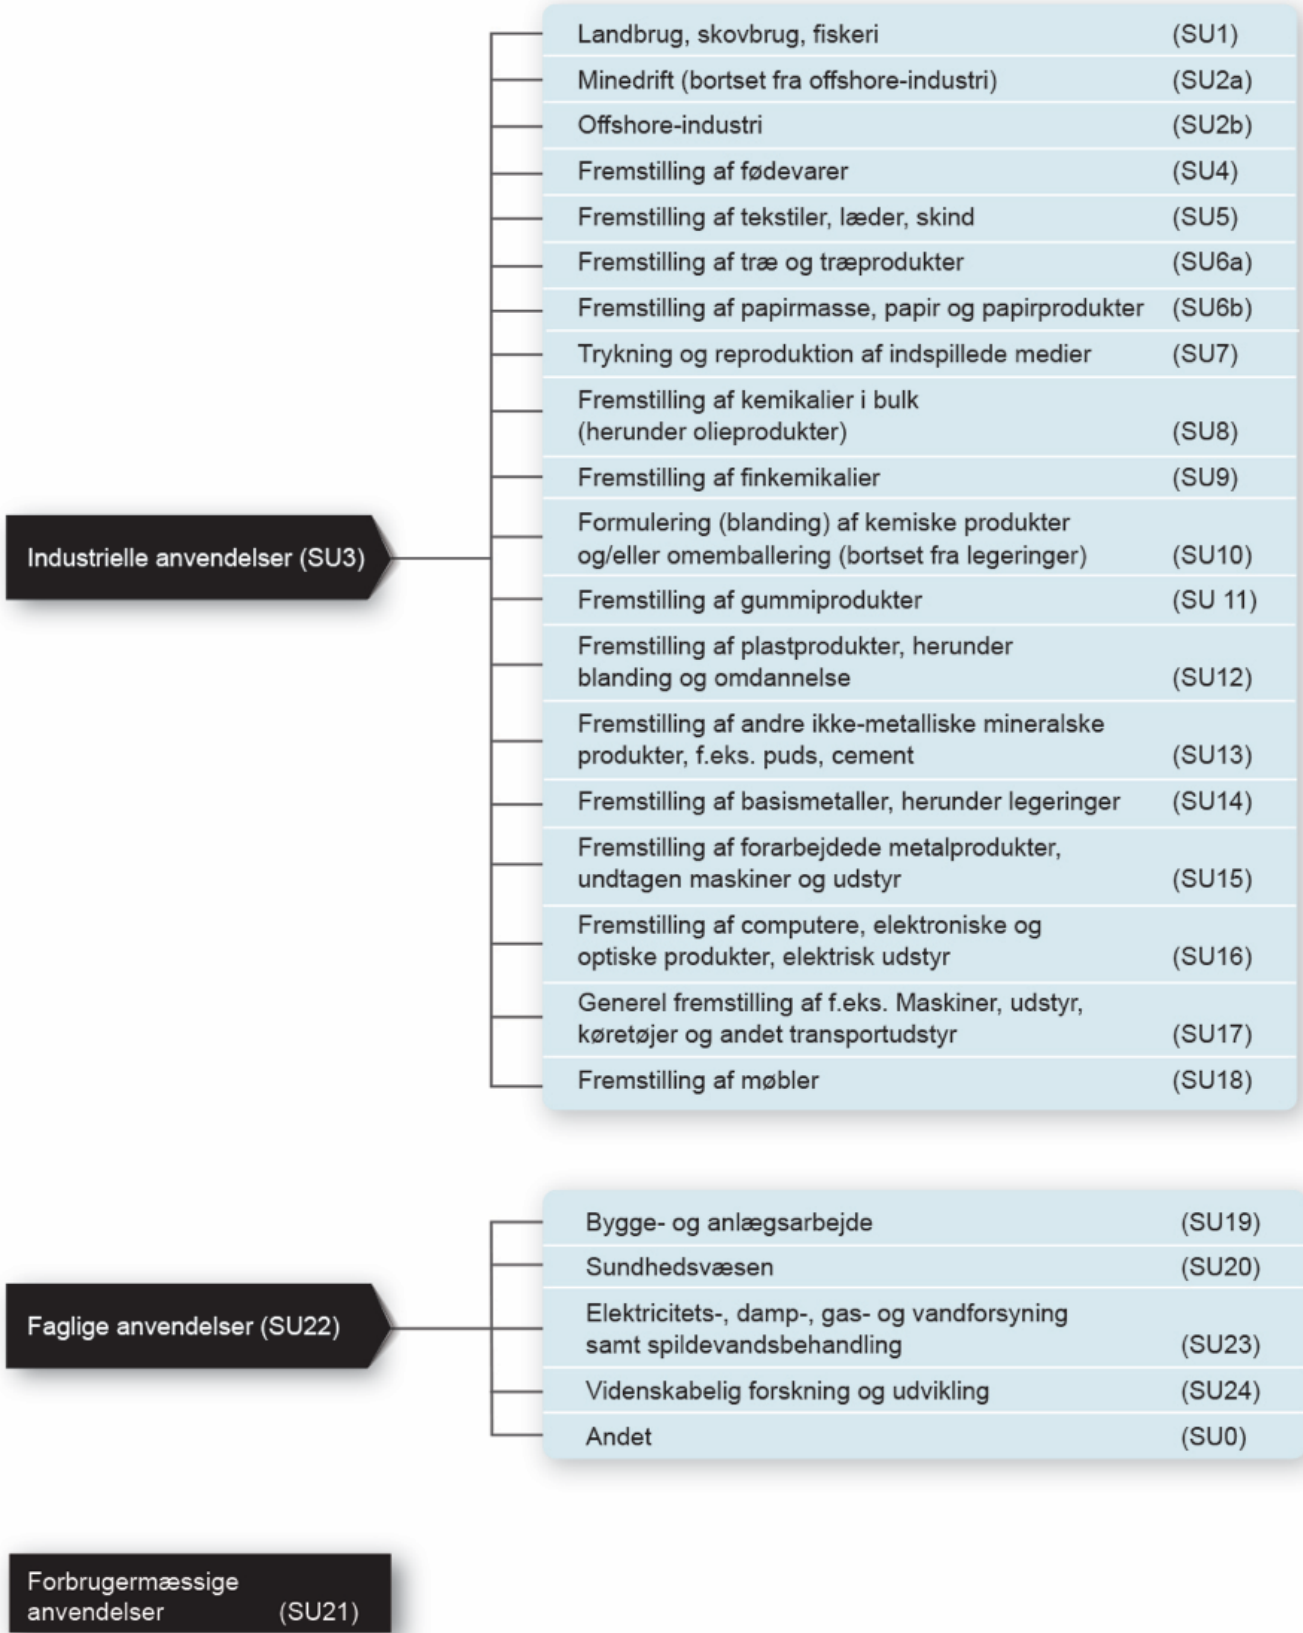 Landbrug, skovbrug, fiskeri (SU1)
Minedrift (bortset fra offshore-industri) (SU2a)
Offshore-industri (SU2b)
Fremstilling af fødevarer (SU4)
Fremstilling af tekstiler, læder, skind (SU5)
Fremstilling af træ og træprodukter (SU6a)
Fremstilling af papirmasse, papir og papirprodukter (SU6b)
Trykning og reproduktion af indspillede medier (SU7)
Fremstilling af kemikalier i bulk
(herunder olieprodukter) (SU8)
Fremstilling af finkemikalier (SU9)
Industrielle anvendelser (SU3)
Formulering (blanding) af kemiske produkter
og/eller omemballering (bortset fra legeringer) (SU10)
Fremstilling af gummiprodukter (SU 11)
Fremstilling af plastprodukter, herunder
blanding og omdannelse (SU12)
Fremstilling af andre ikke-metalliske mineralske
produkter, f.eks. puds, cement (SU13)
Fremstilling af basismetaller, herunder legeringer (SU14)
Fremstilling af forarbejdede metalprodukter,
undtagen maskiner og udstyr (SU15)
Fremstilling af computere, elektroniske og
optiske produkter, elektrisk udstyr (SU16)
Generel fremstilling af f.eks. Maskiner, udstyr,
køretøjer og andet transportudstyr (SU17)
Fremstilling af møbler (SU18)
Faglige anvendelser (SU22)
Bygge- og anlægsarbejde (SU19)
Sundhedsvæsen (SU20)
Elektricitets-, damp-, gas- og vandforsyning
samt spildevandsbehandling (SU23)
Videnskabelig forskning og udvikling (SU24)
Andet (SU0)
Forbrugermæssige
anvendelser (SU21)